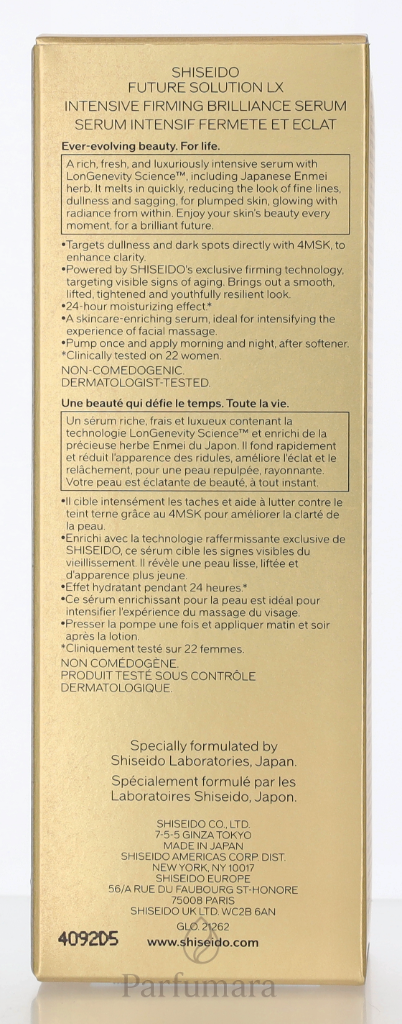 SHISEIDO
FUTURE SOLUTION LX
INTENSIVE FIRMING BRILLIANCE SERUM
SERUM INTENSIF FERMETE ET ECLAT
Ever-evolving beauty. For life.
A rich, fresh, and luxuriously intensive serum with
LonGenevity Science™, including Japanese Enmei
herb. It melts in quickly, reducing the look of fine lines,
dullness and sagging, for plumped skin, glowing with
radiance from within. Enjoy your skin's beauty every
moment, for a brilliant future.
•Targets dullness and dark spots directly with 4MSK, to
enhance clarity.
•Powered by SHISEIDO's exclusive firming technology,
targeting visible signs of aging. Brings out a smooth,
lifted, tightened and youthfully resilient look.
•24-hour moisturizing effect.*
•A skincare-enriching serum, ideal for intensifying the
experience of facial massage.
•Pump once and apply morning and night, after softener.
*Clinically tested on 22 women.
NON-COMEDOGENIC.
DERMATOLOGIST-TESTED.
Une beauté qui défie le temps. Toute la vie.
Un sérum riche, frais et luxueux contenant la
technologie LonGenevity Science™ et enrichi de la
précieuse herbe Enmei du Japon. Il fond rapidement
et réduit l'apparence des ridules, améliore l'éclat et le
relâchement, pour une peau repulpée, rayonnante.
Votre peau est éclatante de beauté, à tout instant.
•Il cible intensément les taches et aide à lutter contre le
teint terne grâce au 4MSK pour améliorer la clarté de
la peau.
•Enrichi avec la technologie raffermissante exclusive de
SHISEIDO, ce sérum cible les signes visibles du
vieillissement. Il révèle une peau lisse, liftée et
d'apparence plus jeune.
•Effet hydratant pendant 24 heures.*
•Ce sérum enrichissant pour la peau est idéal pour
intensifier l'expérience du massage du visage.
•Presser la pompe une fois et appliquer matin et soir
après la lotion.
*Cliniquement testé sur 22 femmes.
NON COMÉDOGÈNE.
PRODUIT TESTÉ SOUS CONTRÔLE
DERMATOLOGIQUE.
Specially formulated by
Shiseido Laboratories, Japan.
Spécialement formulé par les
Laboratoires Shiseido, Japon.
SHISEIDO CO., LTD.
7-5-5 GINZA TOKYO
MADE IN JAPAN
SHISEIDO AMERICAS CORP. DIST.
NEW YORK, NY 10017
SHISEIDO EUROPE
56/A RUE DU FAUBOURG ST-HONORE
75008 PARIS
SHISEIDO UK LTD. WC2B 6AN
GLO. 21262
4092D5 www.shiseido.com
Parfumara